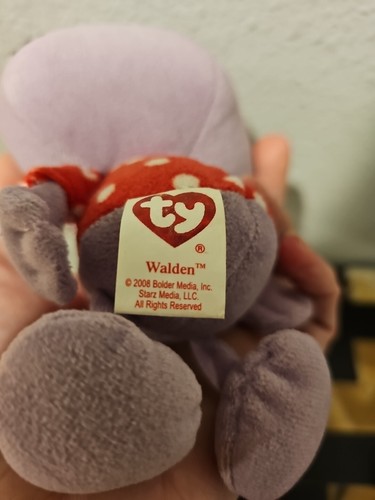 ty
®
Walden™
© 2008 Bolder Media, Inc.
Starz Media, LLC.
All Rights Reserved